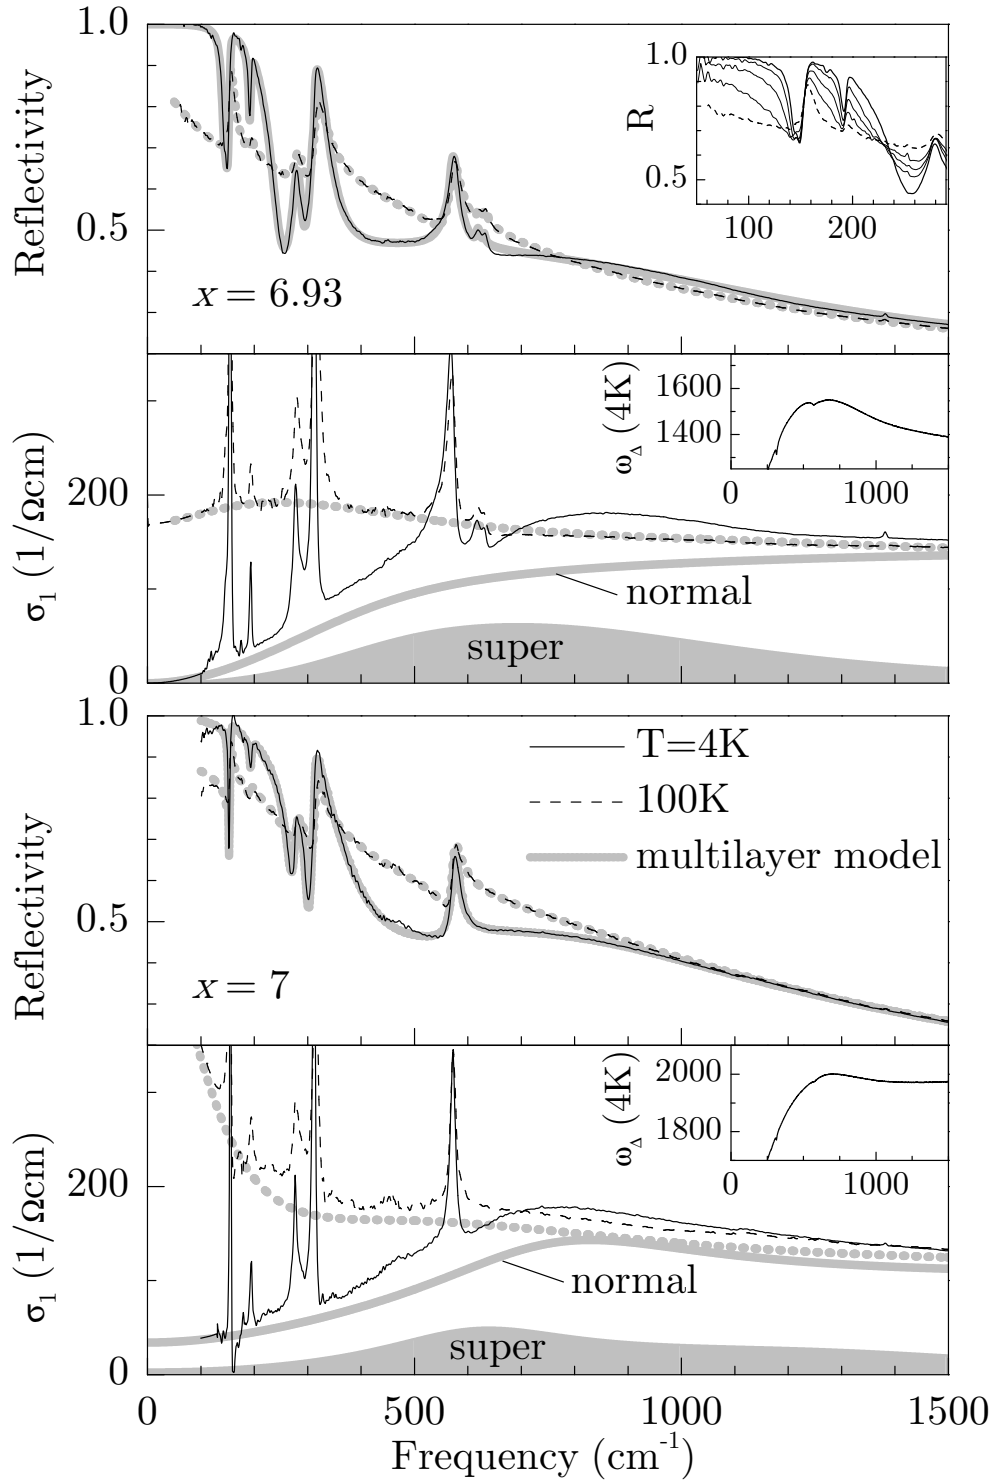 1.0
0.5
Reflectivity
x = 6.93
R
1.0
0.5
100
200
σ1 (1/Ωcm)
200
0
ωΔ (4K)
1600
1400
0
1000
normal
super
1.0
0.5
Reflectivity
T=4K
100K
multilayer model
x = 7
σ1 (1/Ωcm)
200
0
ωΔ (4K)
2000
1800
0
1000
normal
super
0
500
1000
1500
Frequency (cm-1)